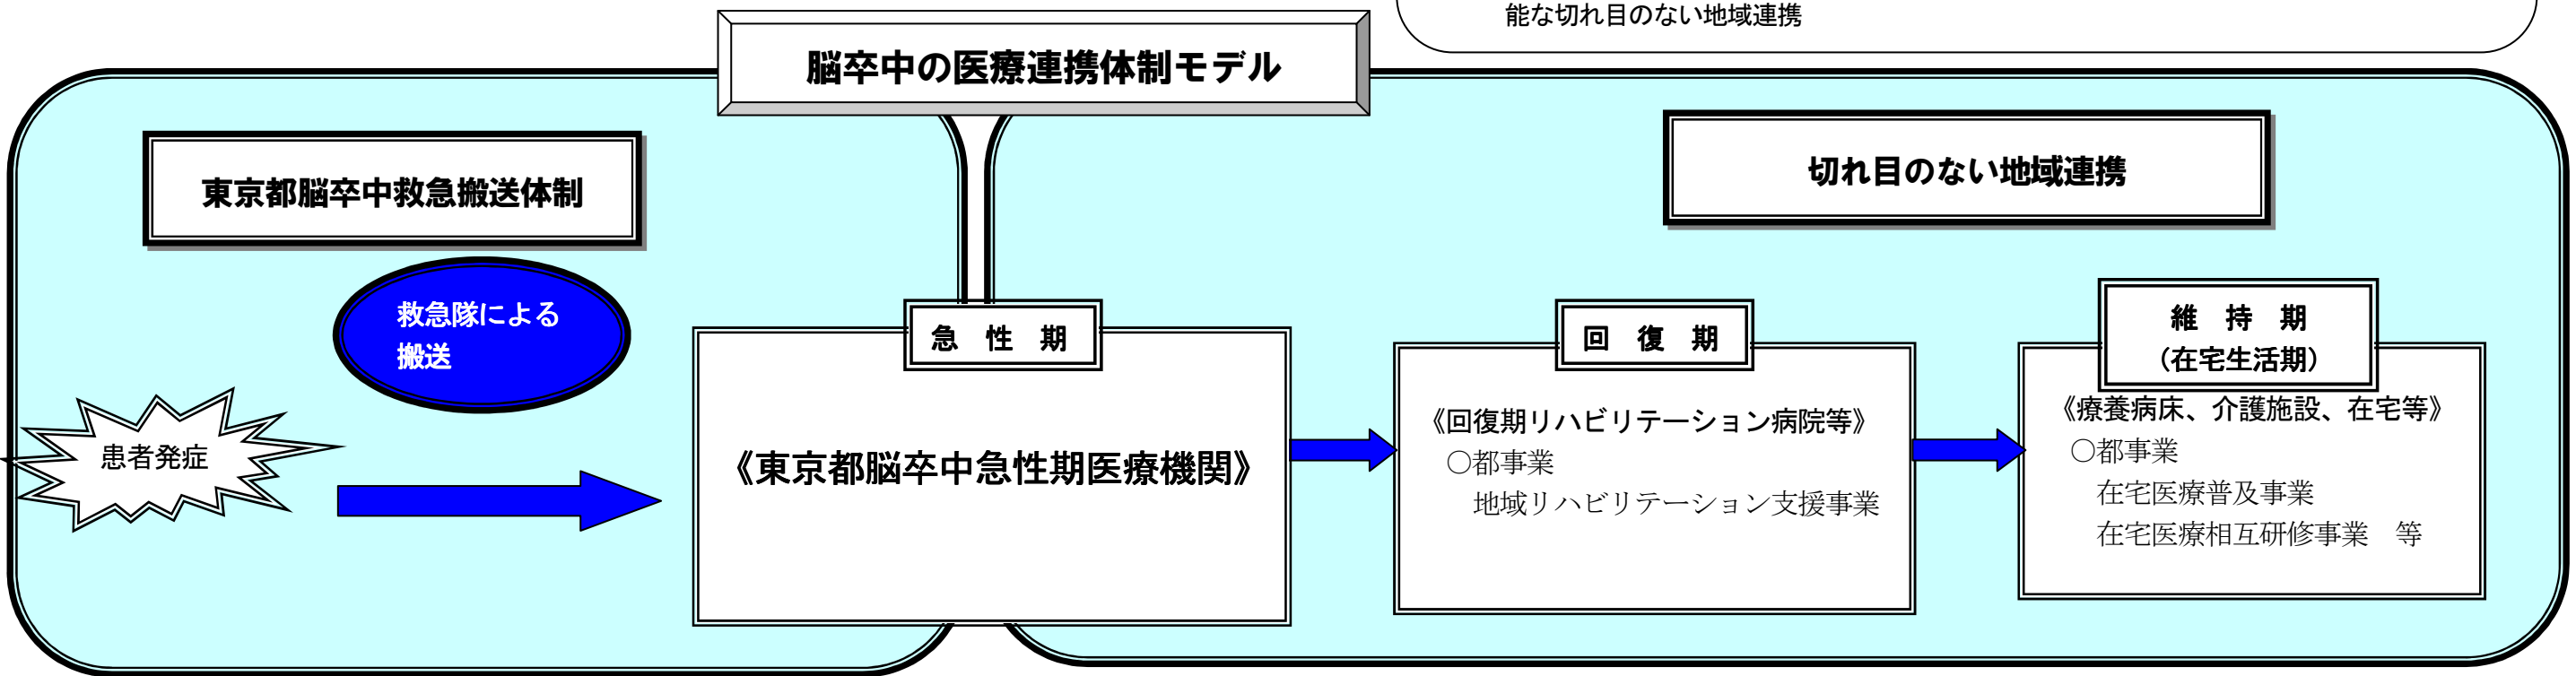 能な切れ目のない地域連携
脳卒中の医療連携体制モデル
東京都脳卒中救急搬送体制
切れ目のない地域連携
救急隊による
搬送
患者発症
急 性 期
《東京都脳卒中急性期医療機関》
回 復 期
《回復期リハビリテーション病院等》
○都事業
地域リハビリテーション支援事業
維 持 期
（在宅生活期）
《療養病床、介護施設、在宅等》
○都事業
在宅医療普及事業
在宅医療相互研修事業 等